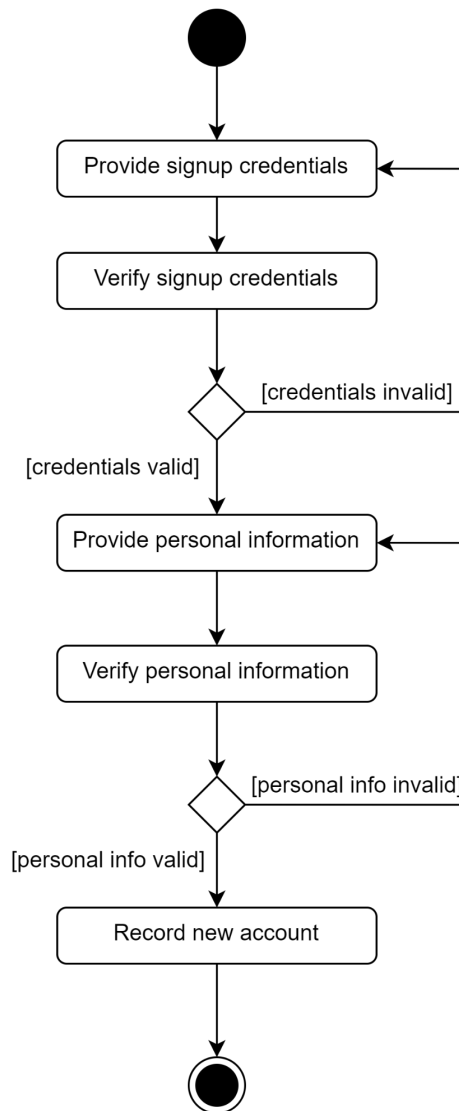 Provide signup credentials
Verify signup credentials
[credentials invalid]
[credentials valid]
Provide personal information
Verify personal information
[personal info invalid]
[personal info valid]
Record new account